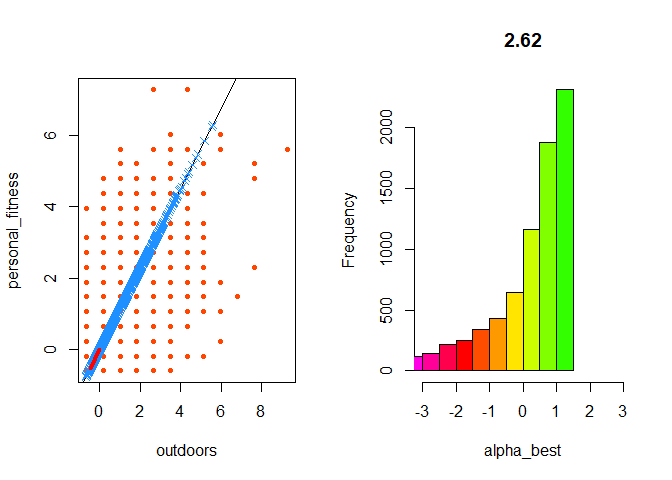 2.62
personal_fitness
0 2 4 6
0 2 4 6 8
outdoors
Frequency
0 500 1000 2000
-3 -2 -1 0 1 2 3
alpha_best